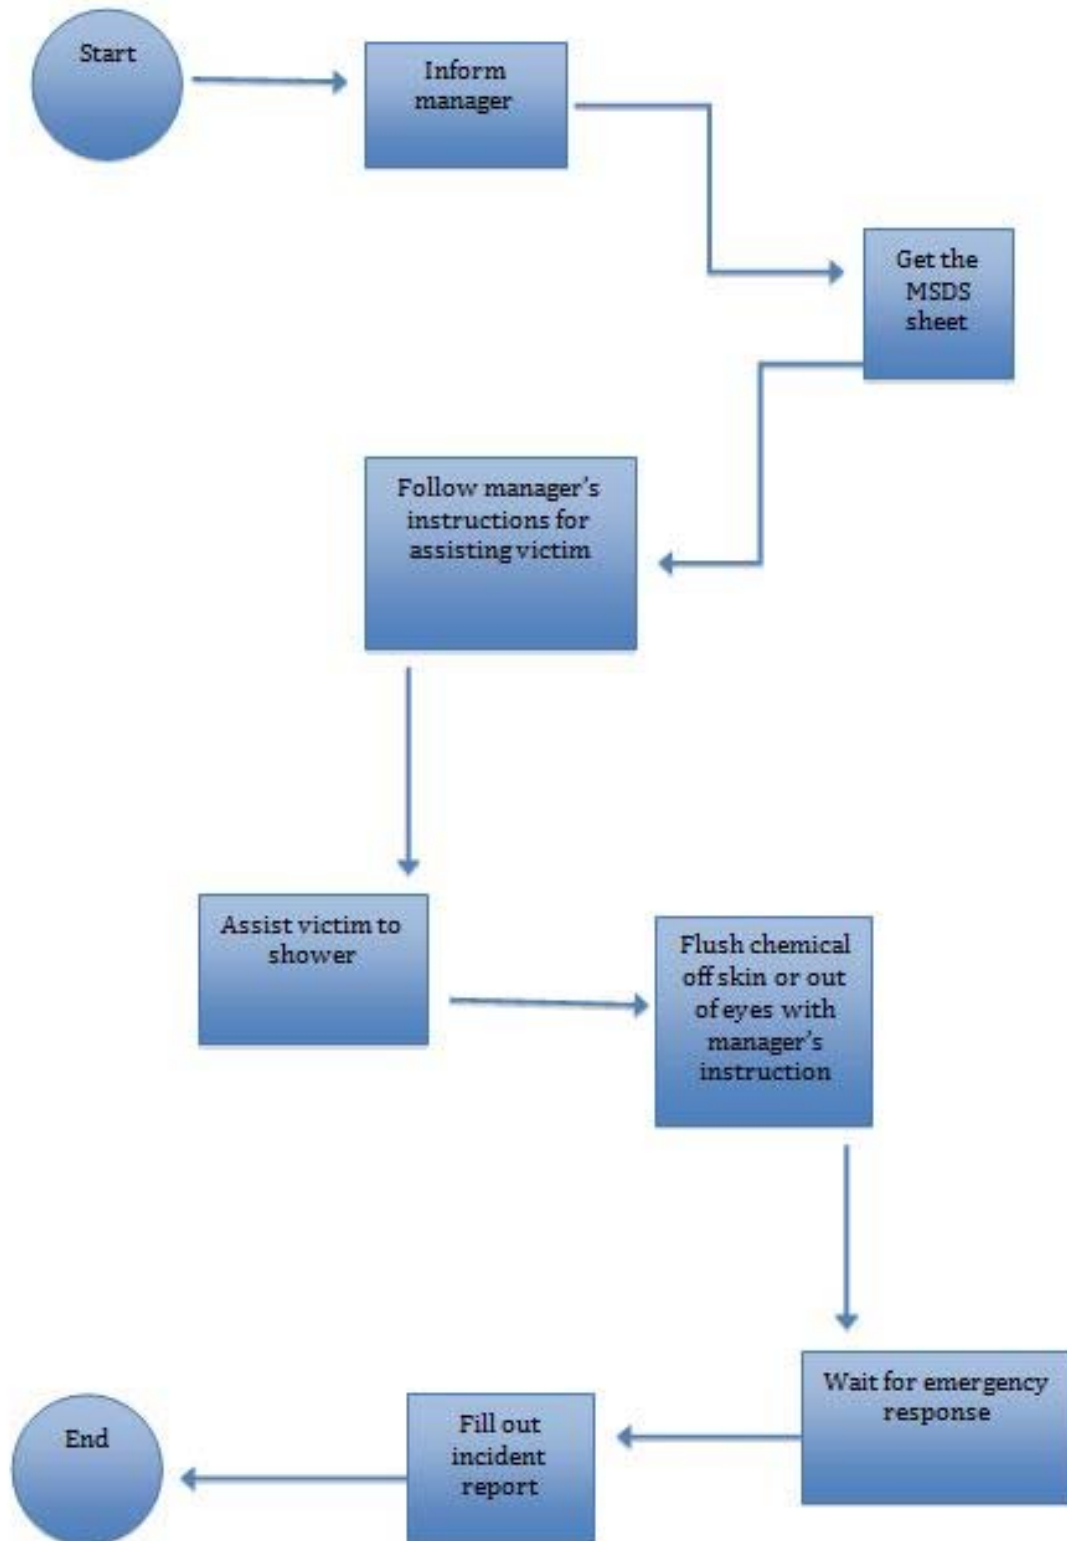 Start
Inform
manager
Get the
MSDS
sheet
Follow manager’s
instructions for
assisting victim
Assist victim to
shower
Flush chemical
off skin or out
of eyes with
manager’s
instruction
Wait for emergency
response
Fill out
incident
report
End